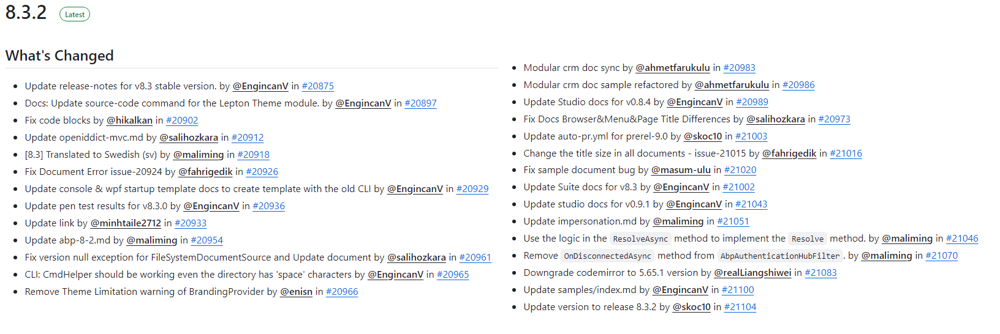 8.3.2 Latest
What's Changed
• Update release-notes for v8.3 stable version. by @EngincanV in #20875
• Docs: Update source-code command for the Lepton Theme module. by @EngincanV in #20897
• Fix code blocks by @hikalkan in #20902
• Update openiddict-mvc.md by @salihozkara in #20912
• [8.3] Translated to Swedish (sv) by @maliming in #20918
• Fix Document Error issue-20924 by @fahrigedik in #20926
• Update console & wpf startup template docs to create template with the old CLI by @EngincanV in #20929
• Update pen test results for v8.3.0 by @EngincanV in #20936
• Update link by @minhtaile2712 in #20933
• Update abp-8-2.md by @maliming in #20954
• Fix version null exception for FileSystemDocumentSource and Update document by @salihozkara in #20961
• CLI: CmdHelper should be working even the directory has 'space' characters by @EngincanV in #20965
• Remove Theme Limitation warning of BrandingProvider by @enisn in #20966
• Modular crm doc sync by @ahmetfarukulu in #20983
• Modular crm doc sample refactored by @ahmetfarukulu in #20986
• Update Studio docs for v0.8.4 by @EngincanV in #20989
• Fix Docs Browser&Menu&Page Title Differences by @salihozkara in #20973
• Update auto-pr.yml for prerel-9.0 by @skoc10 in #21003
• Change the title size in all documents - issue-21015 by @fahrigedik in #21016
• Fix sample document bug by @masum-ulu in #21020
• Update Suite docs for v8.3 by @EngincanV in #21002
• Update studio docs for v0.9.1 by @EngincanV in #21043
• Update impersonation.md by @maliming in #21051
• Use the logic in the ResolveAsync method to implement the Resolve method. by @maliming in #21046
• Remove OnDisconnectedAsync method from AbpAuthenticationHubFilter. by @maliming in #21070
• Downgrade codemirror to 5.65.1 version by @realLiangshiwei in #21083
• Update samples/index.md by @EngincanV in #21100
• Update version to release 8.3.2 by @skoc10 in #21104